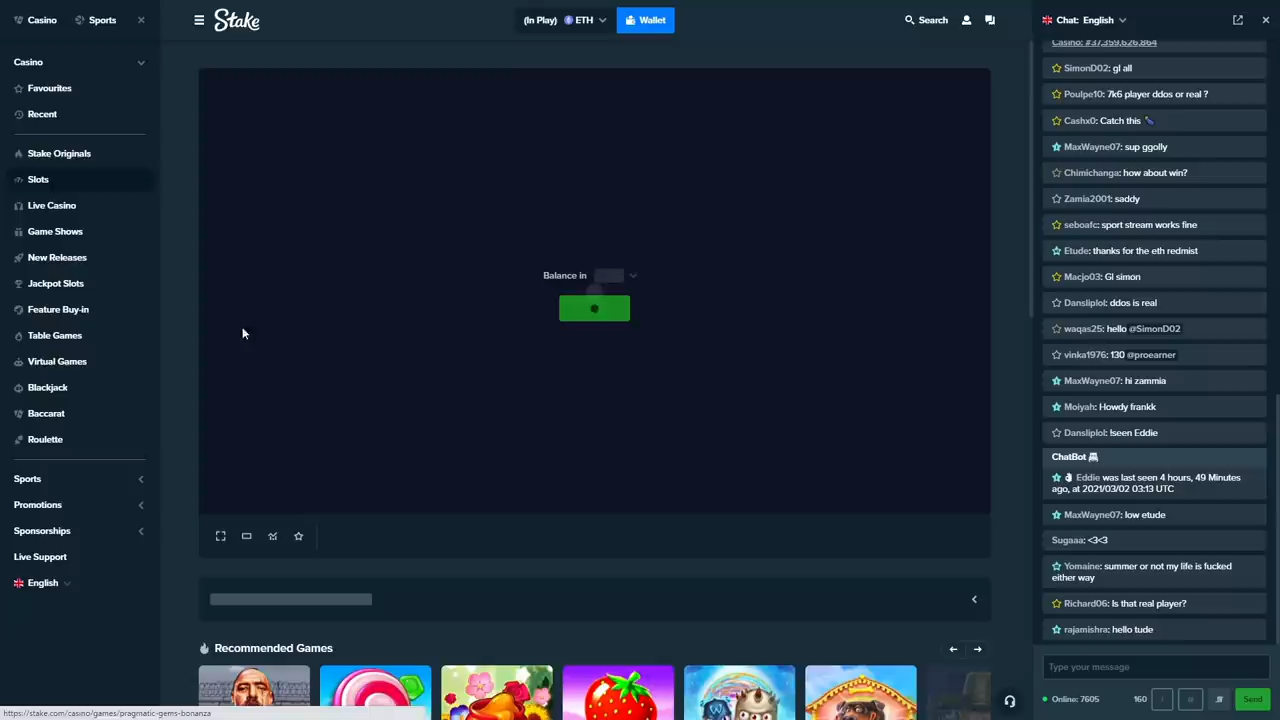 Casino
Sports
Stake
(In Play) ETH
Wallet
Search
Chat: English
Casino
Favourites
Recent
Stake Originals
Slots
Live Casino
Game Shows
New Releases
Jackpot Slots
Feature Buy-in
Table Games
Virtual Games
Blackjack
Baccarat
Roulette
Sports
Promotions
Sponsorships
Live Support
English
Balance in
Recommended Games
https://stake.com/casino/games/pragmatic-gems-bonanza
Casino: #37,359,626,864
SimonD02: gl all
Poulpe10: 7k6 player ddos or real ?
Cashx0: Catch this 🍆
MaxWayne07: sup ggolly
Chimichanga: how about win?
Zamia2001: saddy
seboafc: sport stream works fine
Etude: thanks for the eth redmist
Macjo03: Gl simon
Dansliplol: ddos is real
waqas25: hello @SimonD02
vinka1976: 130 @proearner
MaxWayne07: hi zammia
Moiyah: Howdy frankk
Dansliplol: !seen Eddie
ChatBot
Eddie was last seen 4 hours, 49 Minutes
ago, at 2021/03/02 03:13 UTC
MaxWayne07: low etude
Sugaaa: <3<3
Yomaine: summer or not my life is fucked
either way
Richard06: Is that real player?
rajamishra: hello tude
Type your message
Online: 7605
160
Send